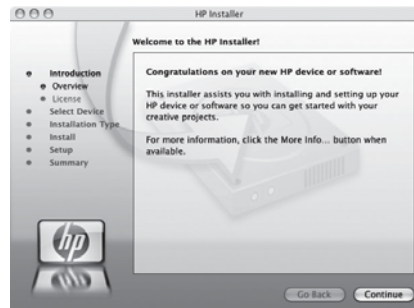 HP Installer
Welcome to the HP Installer!
Introduction
Overview
License
Select Device
Installation Type
Install
Setup
Summary
Congratulations on your new HP device or software!
This installer assists you with installing and setting up your
HP device or software so you can get started with your
creative projects.
For more information, click the More Info... button when
available.
hp
Go Back
Continue